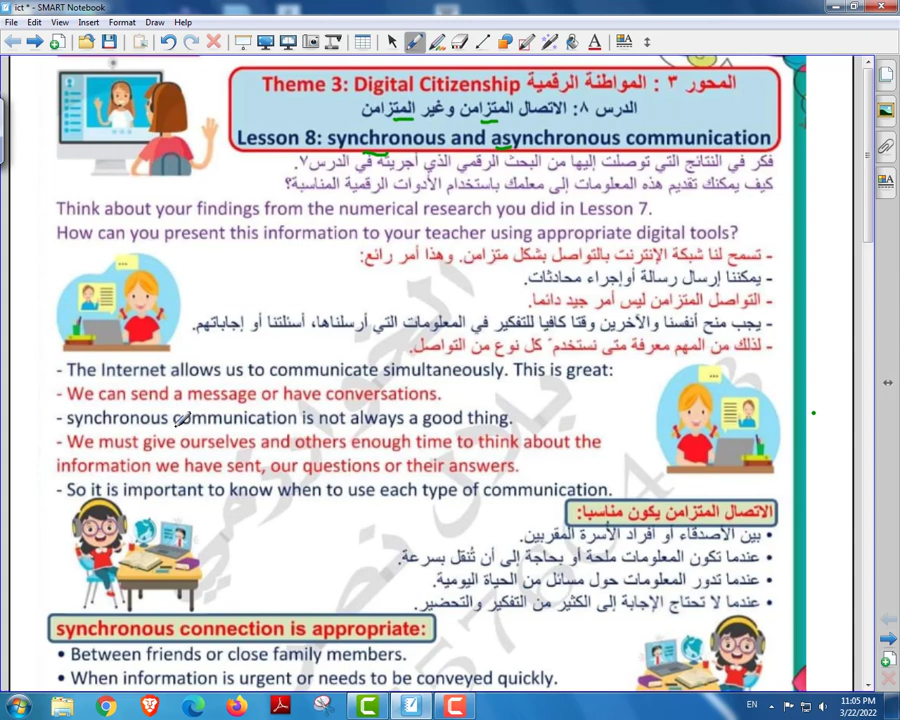 ict * - SMART Notebook
File Edit View Insert Format Draw Help
Theme 3: Digital Citizenship المحور ٣ : المواطنة الرقمية
الدرس ٨: الاتصال المتزامن وغير المتزامن
Lesson 8: synchronous and asynchronous communication
فكر في النتائج التي توصلت إليها من البحث الرقمي الذي أجريته في الدرس٧.
كيف يمكنك تقديم هذه المعلومات إلى معلمك باستخدام الأدوات الرقمية المناسبة؟
Think about your findings from the numerical research you did in Lesson 7.
How can you present this information to your teacher using appropriate digital tools?
- تسمح لنا شبكة الإنترنت بالتواصل بشكل متزامن. وهذا أمر رائع:
- يمكننا إرسال رسالة أوإجراء محادثات.
- التواصل المتزامن ليس أمر جيد دائما.
- يجب منح أنفسنا والآخرين وقتا كافيا للتفكير في المعلومات التي أرسلناها، أسئلتنا أو إجاباتهم.
- لذلك من المهم معرفة متى نستخدم كل نوع من التواصل.
- The Internet allows us to communicate simultaneously. This is great:
- We can send a message or have conversations.
- synchronous communication is not always a good thing.
- We must give ourselves and others enough time to think about the
information we have sent, our questions or their answers.
- So it is important to know when to use each type of communication.
الاتصال المتزامن يكون مناسبا:
• بين الأصدقاء أو أفراد الأسرة المقربين.
• عندما تكون المعلومات ملحة أو بحاجة إلى أن تُنقل بسرعة.
• عندما تدور المعلومات حول مسائل من الحياة اليومية.
• عندما لا تحتاج الإجابة إلى الكثير من التفكير والتحضير.
synchronous connection is appropriate:
• Between friends or close family members.
• When information is urgent or needs to be conveyed quickly.
EN
11:05 PM
3/22/2022